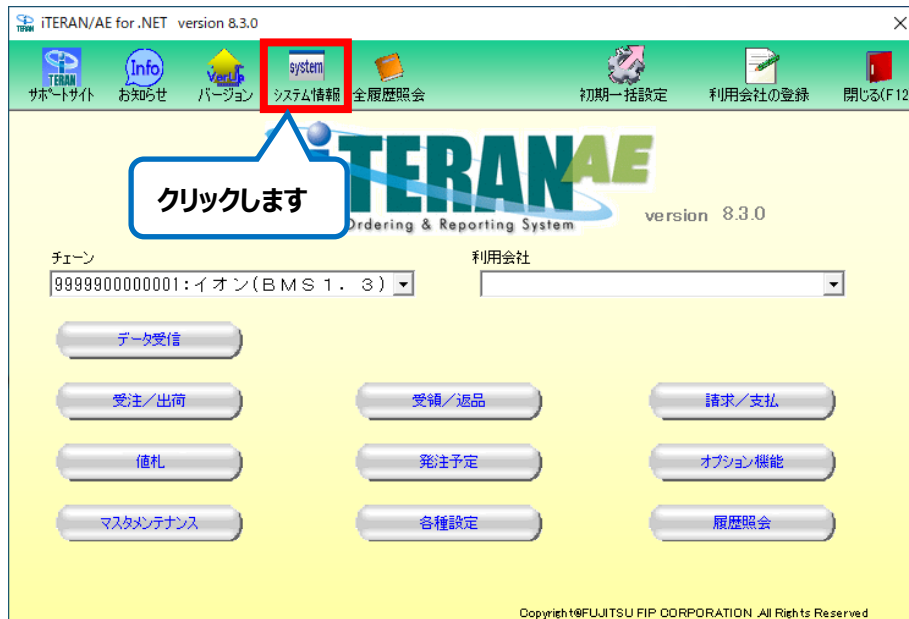 iTERAN/AE for .NET version 8.3.0
TERAN
Info
VerUp
system
サポートサイト お知らせ バージョン システム情報 全履歴照会 初期一括設定 利用会社の登録 閉じる(F12
クリックします
iTERAN AE
Ordering & Reporting System
version 8.3.0
チェーン 利用会社
9999900000001:イオン(BMS1.3)
データ受信
受注/出荷 受領/返品 請求/支払
値札 発注予定 オプション機能
マスタメンテナンス 各種設定 履歴照会
Copyright@FUJITSU FIP CORPORATION .All Rights Reserved